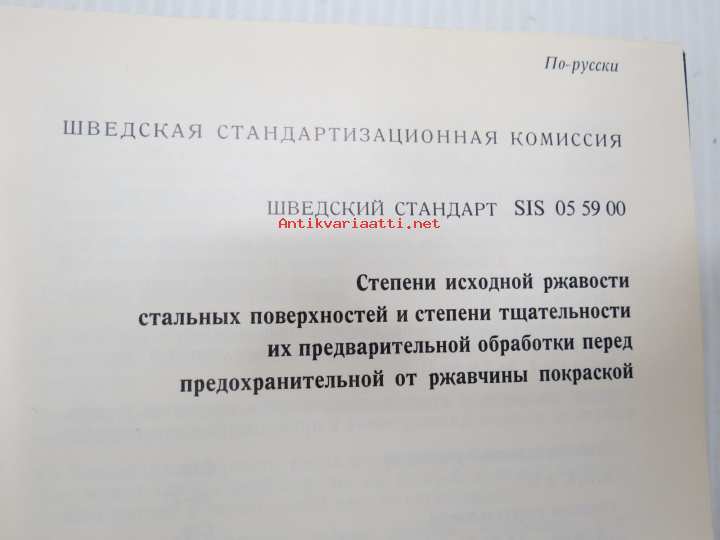 По-русски
ШВЕДСКАЯ СТАНДАРТИЗАЦИОННАЯ КОМИССИЯ
ШВЕДСКИЙ СТАНДАРТ SIS 05 59 00
Antikvariaatti.net
Степени исходной ржавости
стальных поверхностей и степени тщательности
их предварительной обработки перед
предохранительной от ржавчины покраской